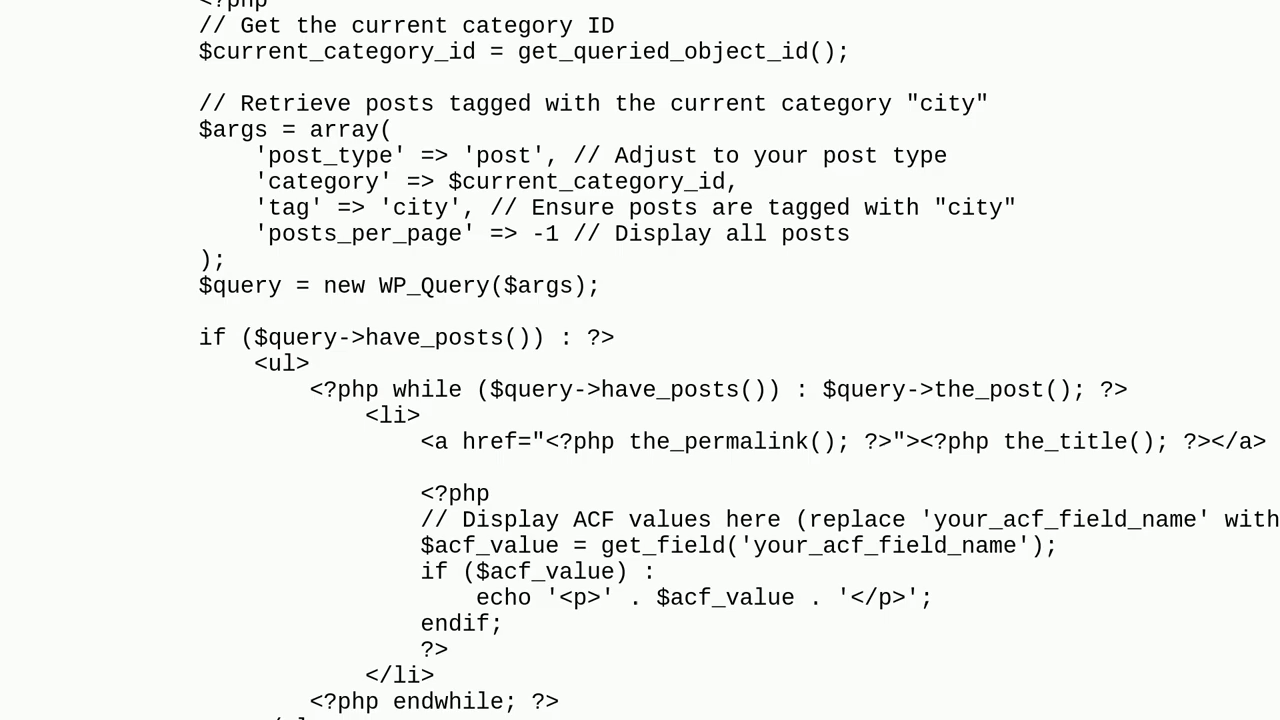 <?php
// Get the current category ID
$current_category_id = get_queried_object_id();
// Retrieve posts tagged with the current category "city"
$args = array(
'post_type' => 'post', // Adjust to your post type
'category' => $current_category_id,
'tag' => 'city', // Ensure posts are tagged with "city"
'posts_per_page' => -1 // Display all posts
);
$query = new WP_Query($args);
if ($query->have_posts()) : ?>
<ul>
<?php while ($query->have_posts()) : $query->the_post(); ?>
<li>
<a href="<?php the_permalink(); ?>"><?php the_title(); ?></a>
<?php
// Display ACF values here (replace 'your_acf_field_name' with
$acf_value = get_field('your_acf_field_name');
if ($acf_value) :
echo '<p>' . $acf_value . '</p>';
endif;
?>
</li>
<?php endwhile; ?>